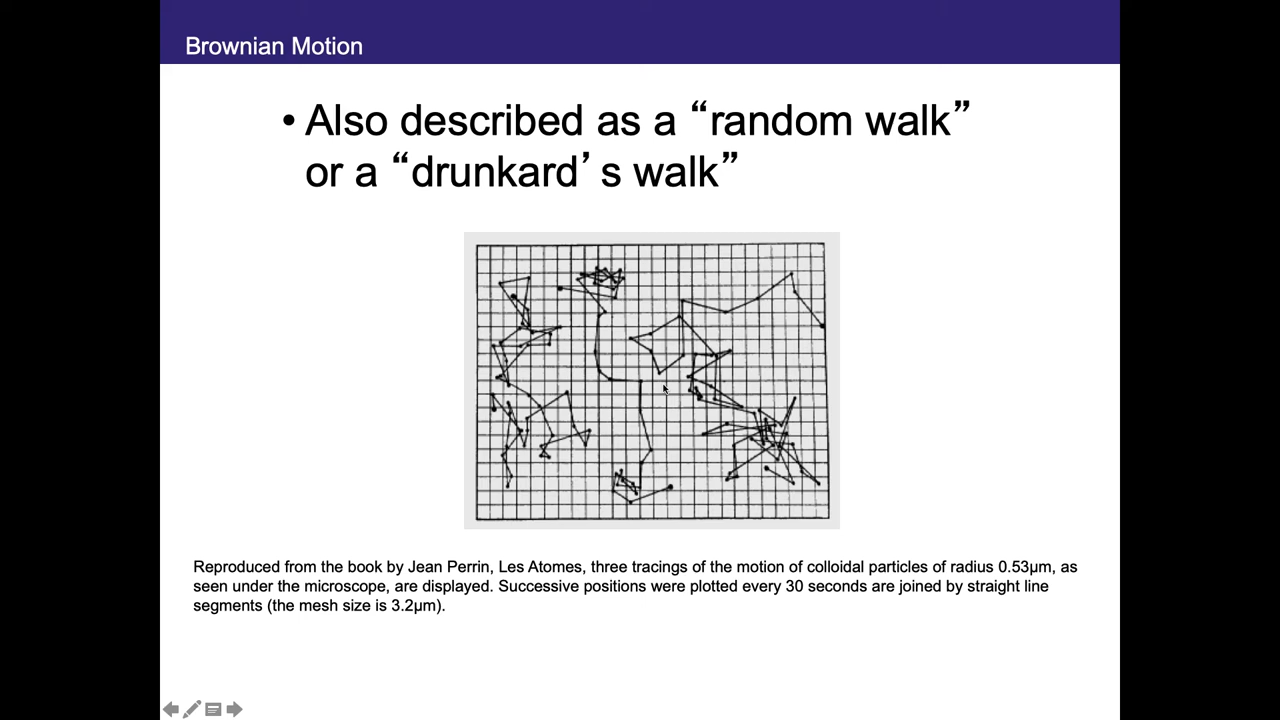 Brownian Motion
• Also described as a “random walk”
or a “drunkard’ s walk”
Reproduced from the book by Jean Perrin, Les Atomes, three tracings of the motion of colloidal particles of radius 0.53μm, as
seen under the microscope, are displayed. Successive positions were plotted every 30 seconds are joined by straight line
segments (the mesh size is 3.2μm).